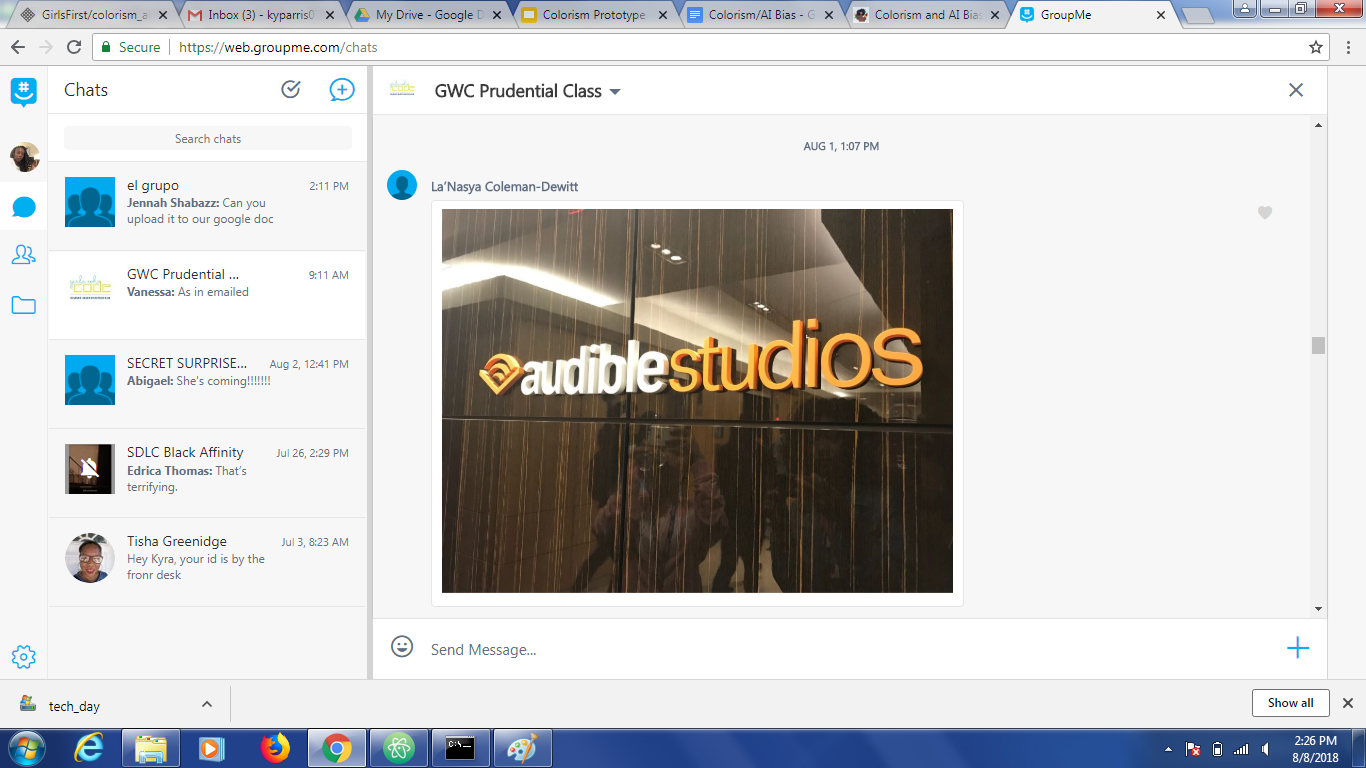 GirlsFirst/colorism_a
Inbox (3) - kyparris0
My Drive - Google D
Colorism Prototype
Colorism/AI Bias - G
Colorism and AI Bias
GroupMe
Secure
https://web.groupme.com/chats
Chats
Search chats
el grupo
2:11 PM
Jennah Shabazz: Can you
upload it to our google doc
GWC Prudential ...
9:11 AM
Vanessa: As in emailed
SECRET SURPRISE...
Aug 2, 12:41 PM
Abigael: She's coming!!!!!!!
SDLC Black Affinity
Jul 26, 2:29 PM
Edrica Thomas: That's
terrifying.
Tisha Greenidge
Jul 3, 8:23 AM
Hey Kyra, your id is by the
fronr desk
GWC Prudential Class
AUG 1, 1:07 PM
La'Nasya Coleman-Dewitt
audiblestudios
Send Message...
tech_day
Show all
2:26 PM
8/8/2018